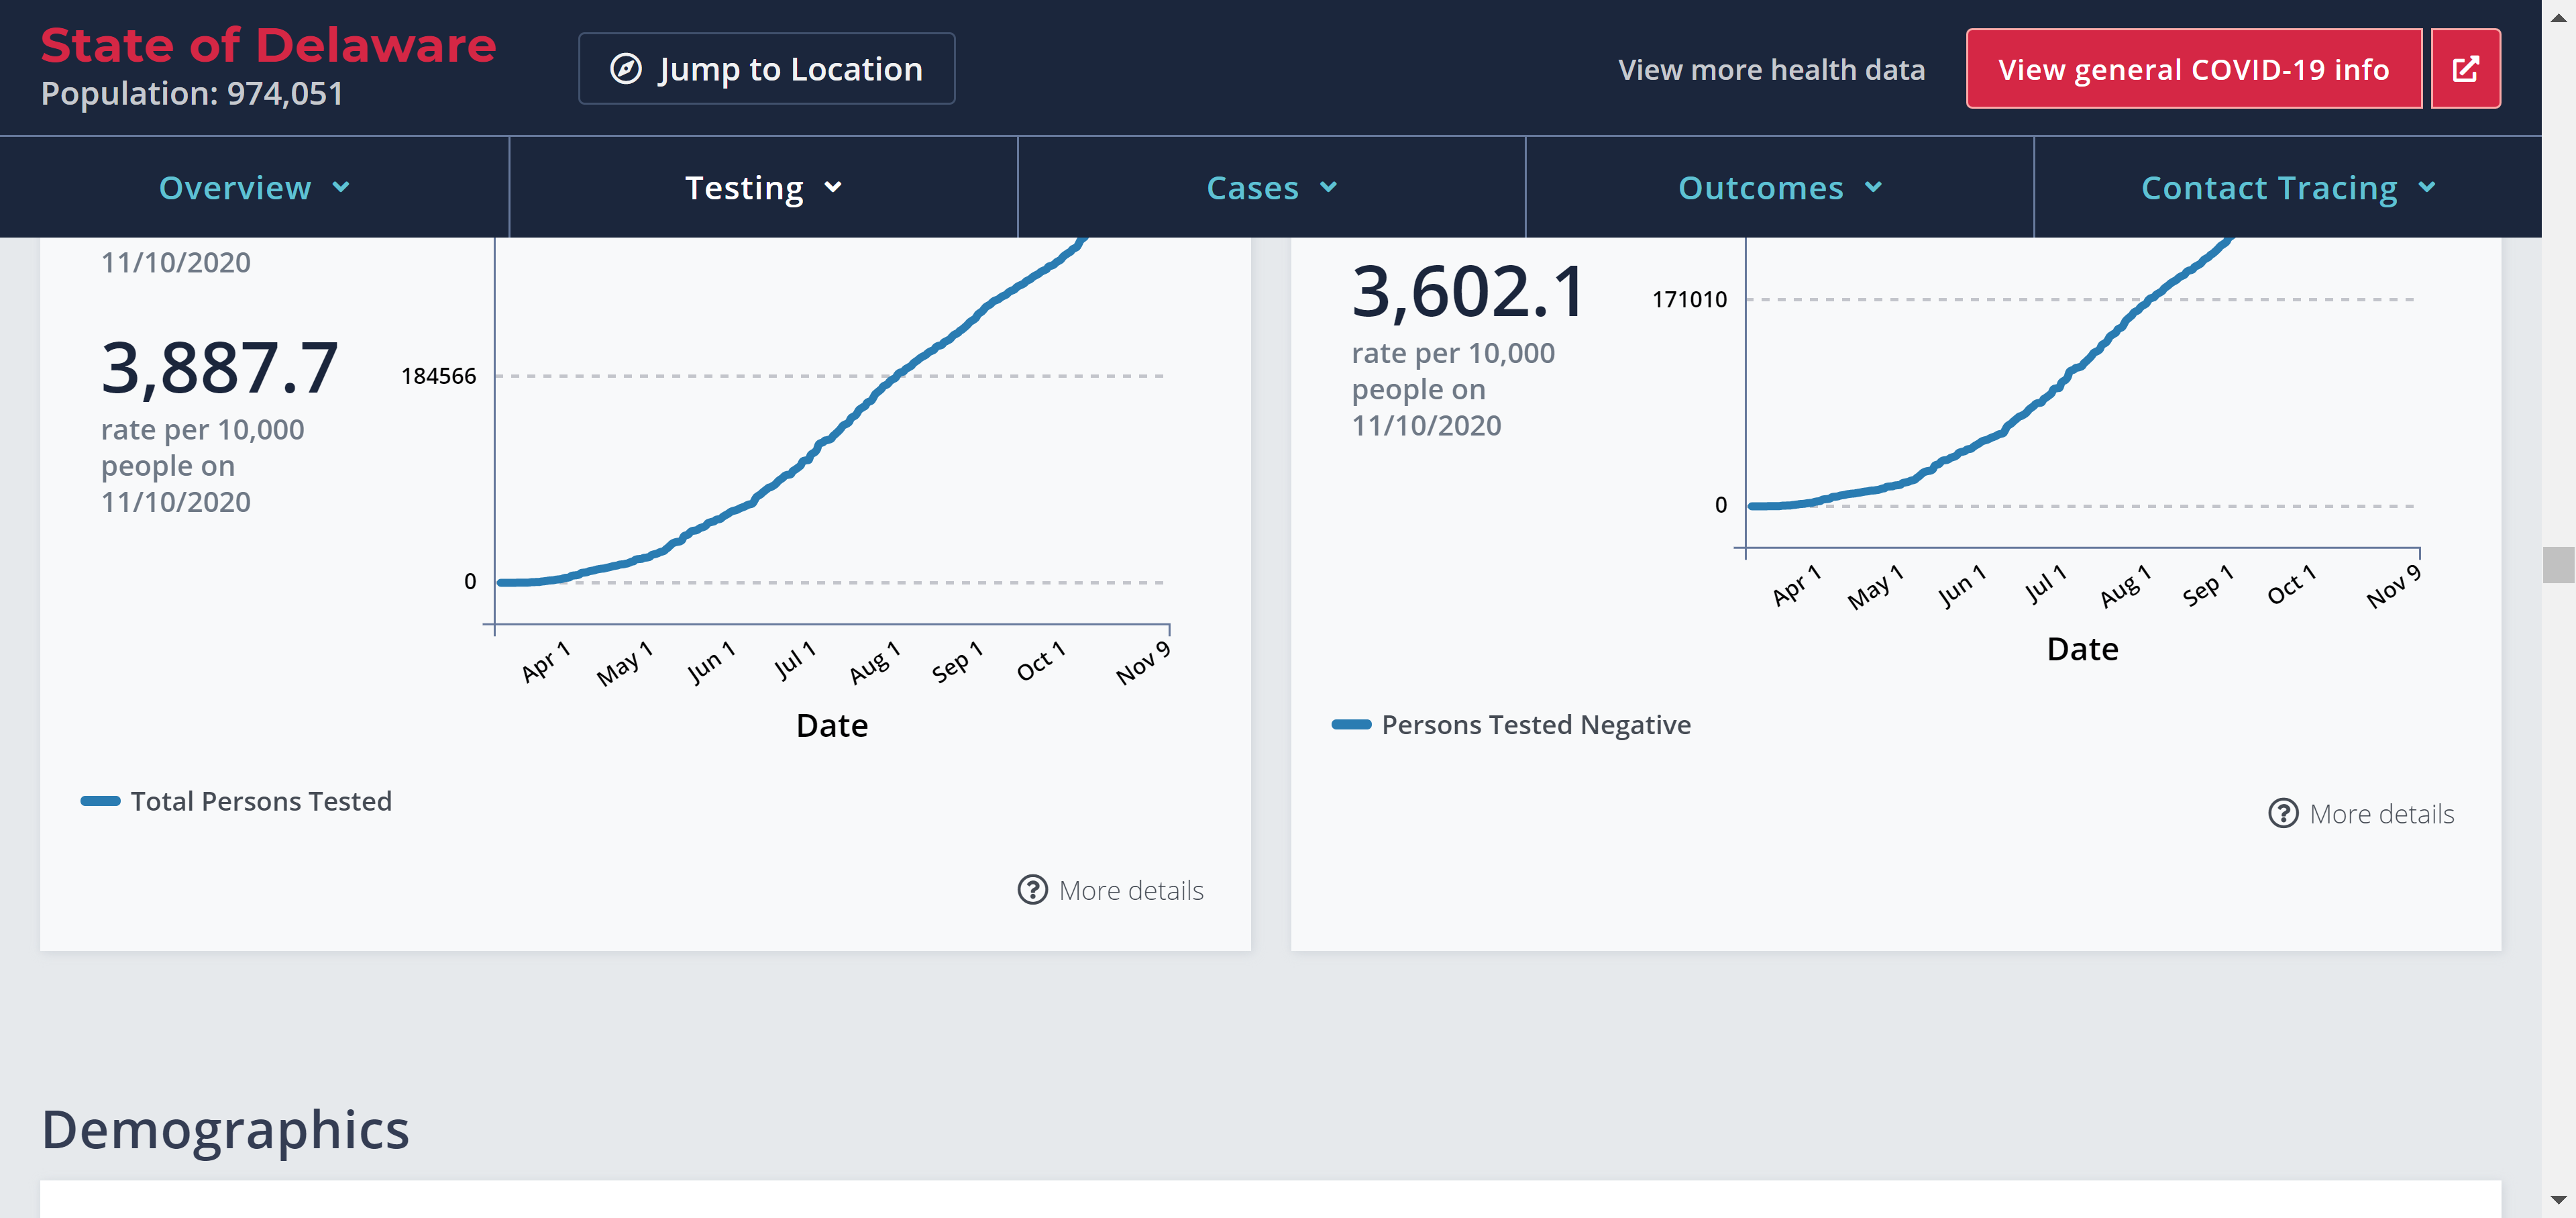 State of Delaware
Population: 974,051
Jump to Location
View more health data
View general COVID-19 info
Overview
Testing
Cases
Outcomes
Contact Tracing
11/10/2020
3,887.7
rate per 10,000
people on
11/10/2020
184566
0
Apr 1
May 1
Jun 1
Jul 1
Aug 1
Sep 1
Oct 1
Nov 9
Date
Total Persons Tested
More details
3,602.1
rate per 10,000
people on
11/10/2020
171010
0
Apr 1
May 1
Jun 1
Jul 1
Aug 1
Sep 1
Oct 1
Nov 9
Date
Persons Tested Negative
More details
Demographics